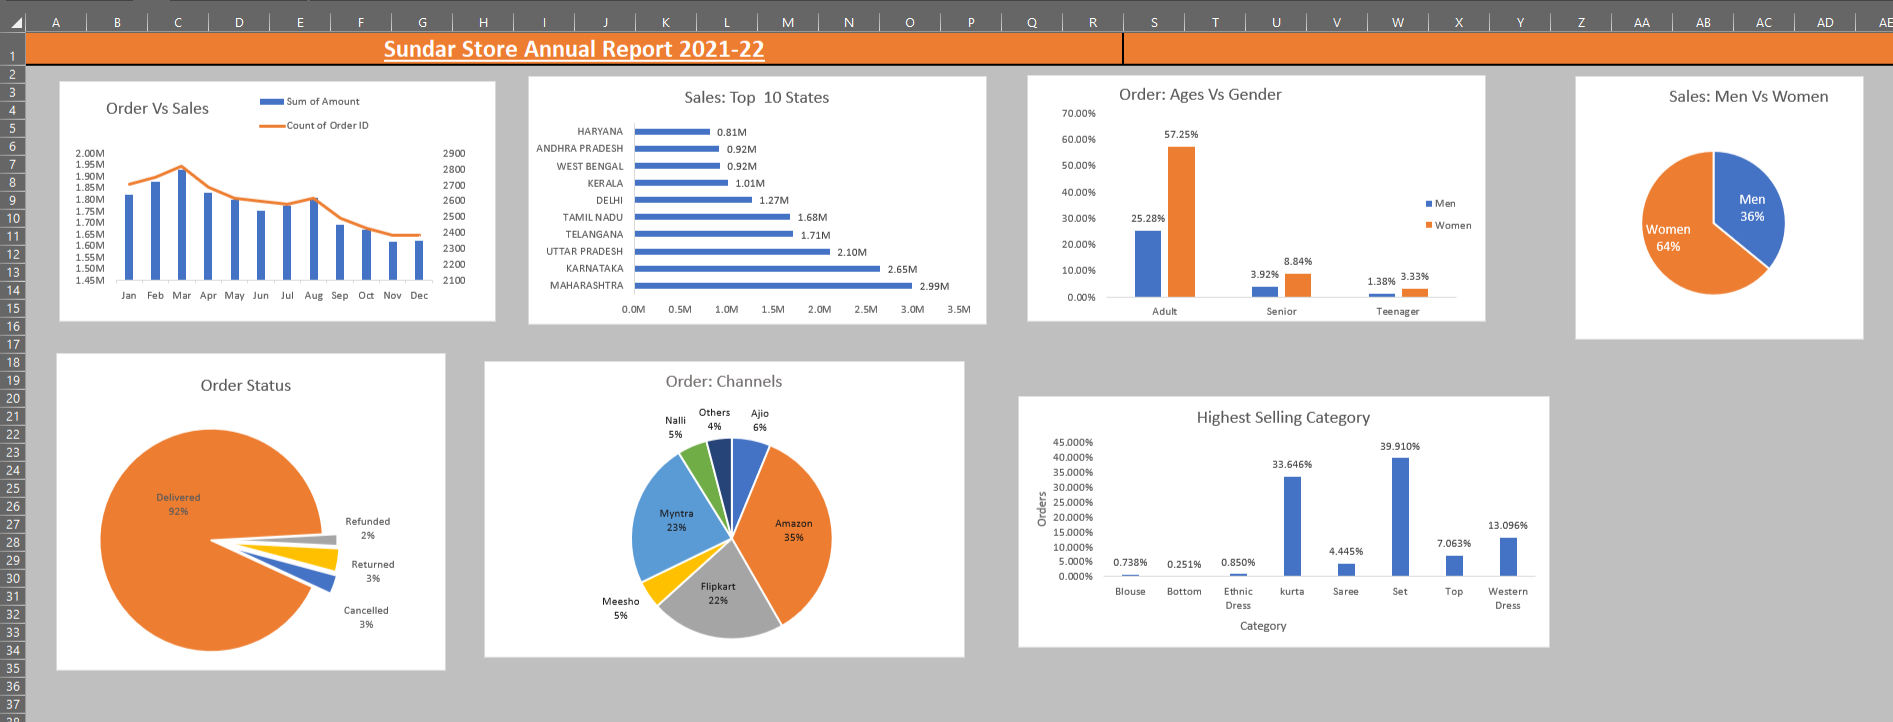 A B C D E F G H I J K L M N O P Q R S T U V W X Y Z AA AB AC AD AE
1 Sundar Store Annual Report 2021-22
2
3
4
5
6
7
8
9
10
11
12
13
14
15
16
17
18
19
20
21
22
23
24
25
26
27
28
29
30
31
32
33
34
35
36
37
38
Order Vs Sales
Sum of Amount
Count of Order ID
2.00M
1.95M
1.90M
1.85M
1.80M
1.75M
1.70M
1.65M
1.60M
1.55M
1.50M
1.45M
2900
2800
2700
2600
2500
2400
2300
2200
2100
Jan Feb Mar Apr May Jun Jul Aug Sep Oct Nov Dec
Sales: Top  10 States
HARYANA 0.81M
ANDHRA PRADESH 0.92M
WEST BENGAL 0.92M
KERALA 1.01M
DELHI 1.27M
TAMIL NADU 1.68M
TELANGANA 1.71M
UTTAR PRADESH 2.10M
KARNATAKA 2.65M
MAHARASHTRA 2.99M
0.0M 0.5M 1.0M 1.5M 2.0M 2.5M 3.0M 3.5M
Order: Ages Vs Gender
70.00%
60.00%
50.00%
40.00%
30.00%
20.00%
10.00%
0.00%
57.25%
25.28%
3.92% 8.84%
1.38% 3.33%
Men
Women
Adult Senior Teenager
Sales: Men Vs Women
Men
36%
Women
64%
Order Status
Delivered
92%
Refunded
2%
Returned
3%
Cancelled
3%
Order: Channels
Nalli
5%
Others
4%
Ajio
6%
Myntra
23%
Amazon
35%
Meesho
5%
Flipkart
22%
Highest Selling Category
Orders
45.000%
40.000%
35.000%
30.000%
25.000%
20.000%
15.000%
10.000%
5.000%
0.000%
0.738% 0.251% 0.850% 33.646% 4.445% 39.910% 7.063% 13.096%
Blouse Bottom Ethnic kurta Saree Set Top Western
Dress Dress
Category